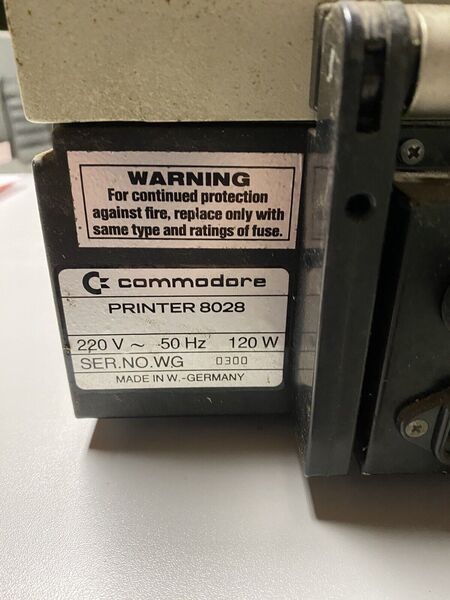 WARNING
For continued protection
against fire, replace only with
same type and ratings of fuse.
commodore
PRINTER 8028
220 V ~ 50 Hz 120 W
SER.NO.WG 0300
MADE IN W.-GERMANY